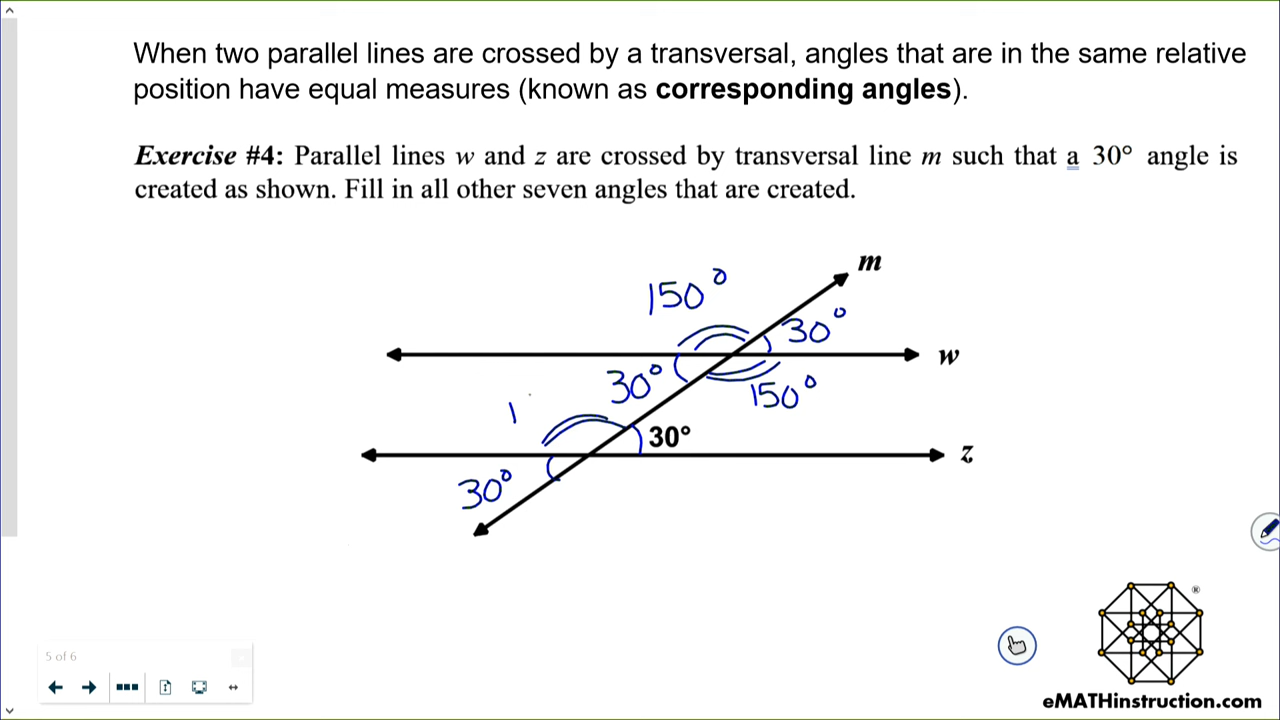 When two parallel lines are crossed by a transversal, angles that are in the same relative
position have equal measures (known as corresponding angles).
Exercise #4: Parallel lines w and z are crossed by transversal line m such that a 30° angle is
created as shown. Fill in all other seven angles that are created.
m
150°
30°
w
30°
150°
1
30°
z
30°
5 of 6
®
eMATHinstruction.com